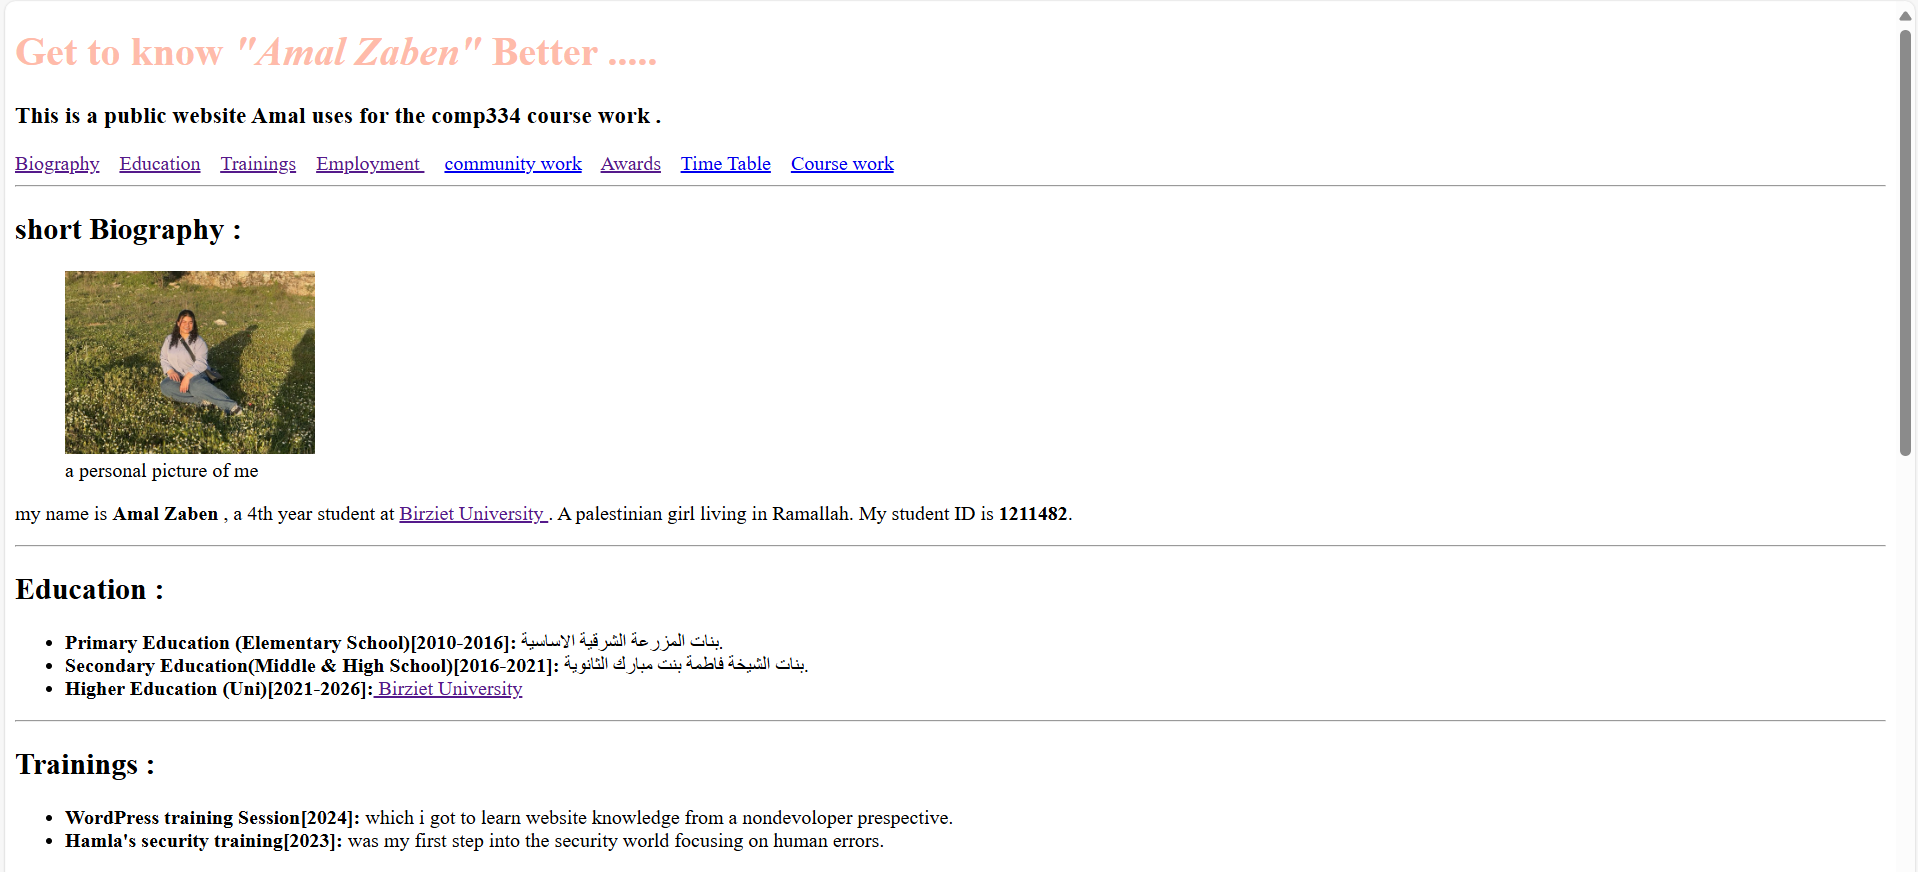 Get to know "Amal Zaben" Better .....
This is a public website Amal uses for the comp334 course work .
Biography Education Trainings Employment community work Awards Time Table Course work
short Biography :
a personal picture of me
my name is Amal Zaben , a 4th year student at Birziet University . A palestinian girl living in Ramallah. My student ID is 1211482.
Education :
• Primary Education (Elementary School)[2010-2016]: بنات المزرعة الشرقية الاساسية.
• Secondary Education(Middle & High School)[2016-2021]: بنات الشيخة فاطمة بنت مبارك الثانوية.
• Higher Education (Uni)[2021-2026]: Birziet University
Trainings :
• WordPress training Session[2024]: which i got to learn website knowledge from a nondevoloper prespective.
• Hamla's security training[2023]: was my first step into the security world focusing on human errors.